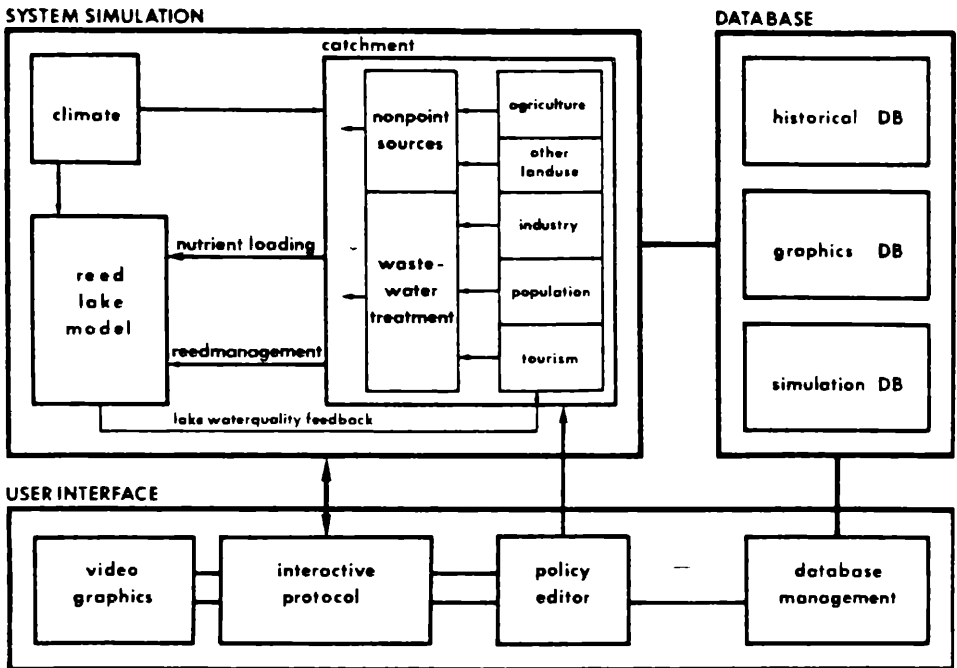 SYSTEM SIMULATION
DATABASE
catchment
climate
nonpoint
sources
agriculture
other
landuse
historical DB
nutrient loading
reed
lake
model
waste-
water
treatment
industry
population
graphics DB
reedmanagement
tourism
simulation DB
lake waterquality feedback
USER INTERFACE
video
graphics
interactive
protocol
policy
editor
database
management